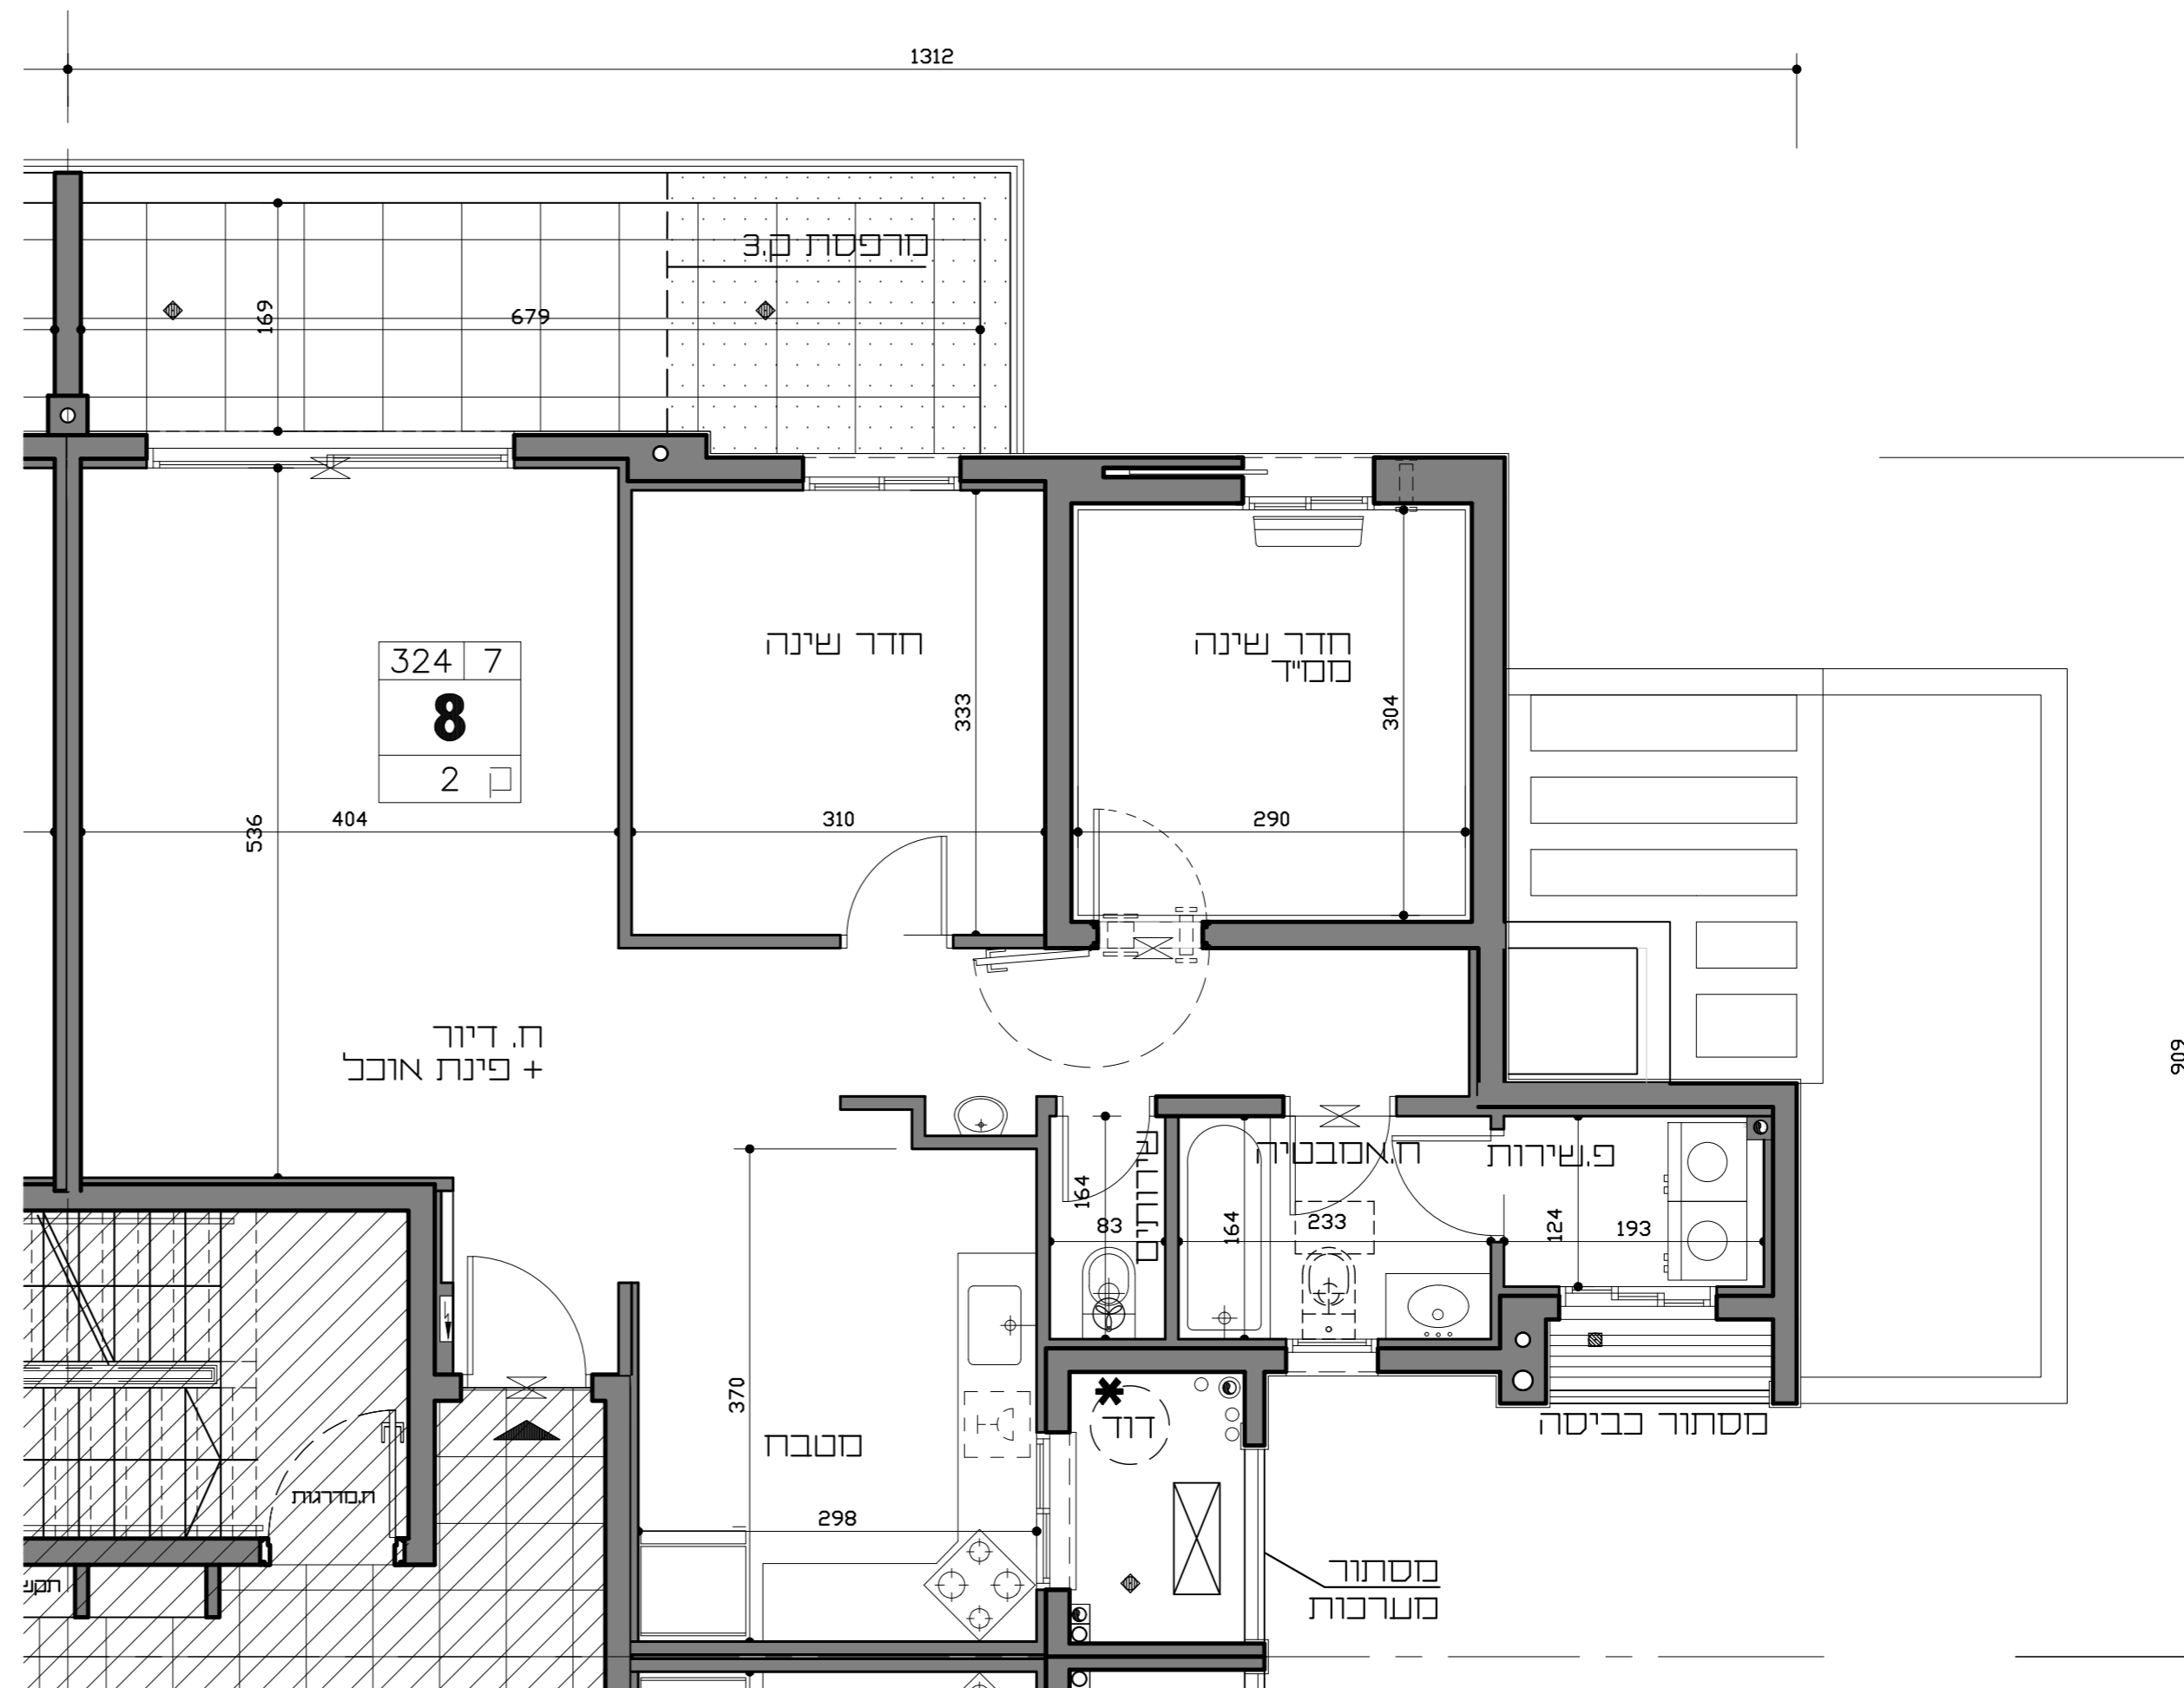 1312
מרפסת ק.3
169
679
חדר שינה
חדר שינה
ממ"ד
324 7
8
ק 2
333
304
536
404
310
290
ח. דיור
+ פינת אוכל
909
שירותים
ח.אמבטיה
פ.שירות
164
83
164
233
124
193
370
דוד
מטבח
מסתור כביסה
ח.מדרגות
298
מסתור
מערכות